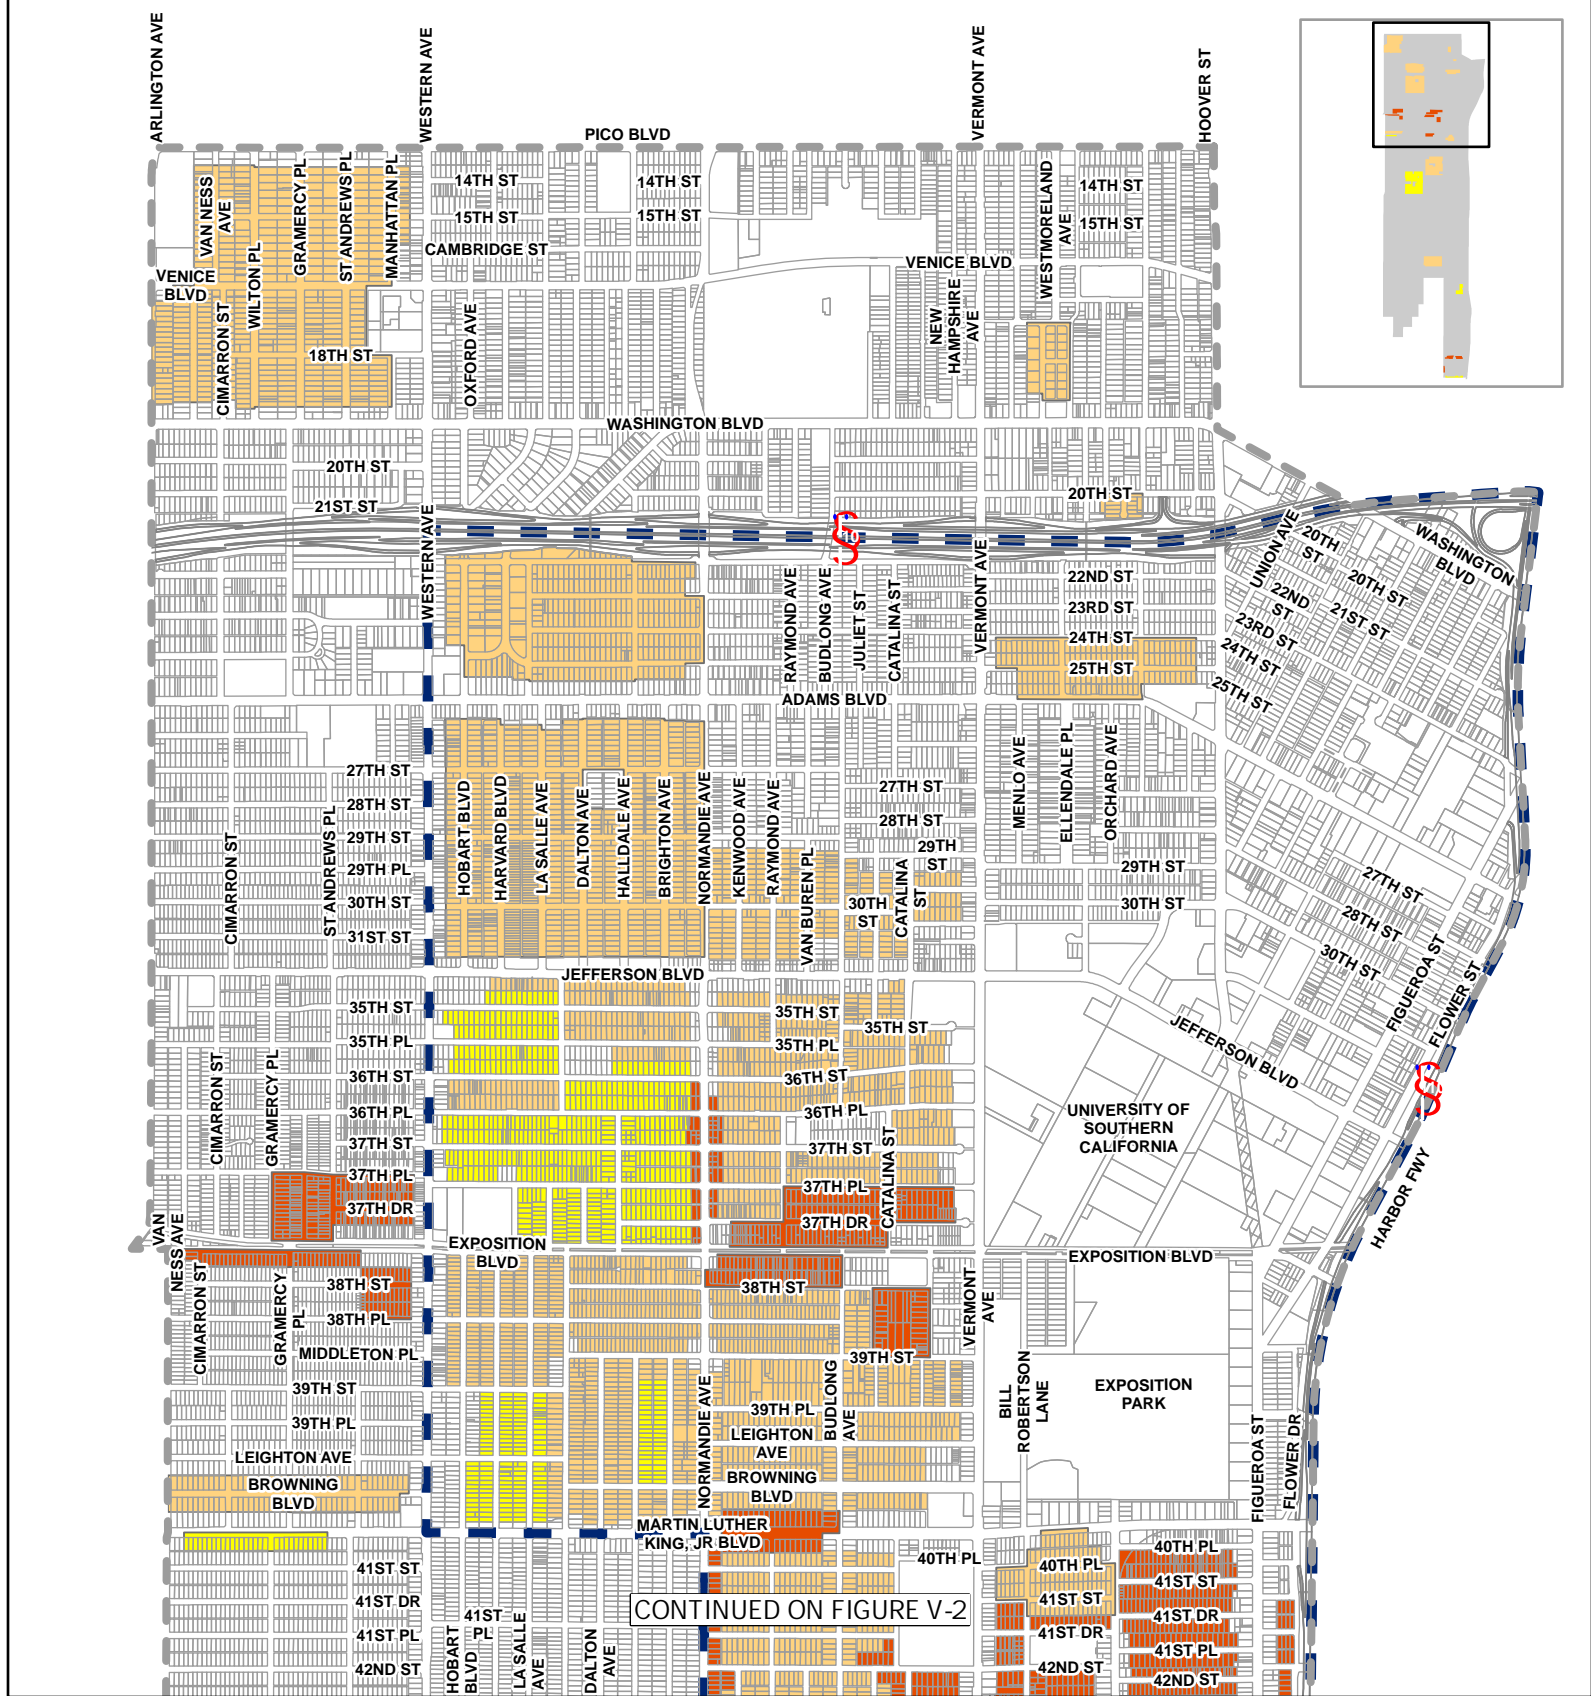 ARLINGTON AVE
WESTERN AVE
VERMONT AVE
HOOVER ST
PICO BLVD
VAN NESS
AVE
WILTON PL
GRAMERCY PL
ST ANDREWS PL
MANHATTAN PL
14TH ST
15TH ST
CAMBRIDGE ST
14TH ST
15TH ST
WESTMORELAND
AVE
14TH ST
15TH ST
VENICE
BLVD
VENICE BLVD
CIMARRON ST
18TH ST
OXFORD AVE
NEW
HAMPSHIRE
AVE
WASHINGTON BLVD
20TH ST
21ST ST
20TH ST
WESTERN AVE
10
VERMONT AVE
UNION AVE
20TH
ST
WASHINGTON
BLVD
RAYMOND AVE
BUDLONG AVE
JULIET ST
CATALINA ST
22ND ST
23RD ST
24TH ST
25TH ST
22ND
ST
20TH ST
21ST ST
23RD ST
24TH ST
25TH ST
ADAMS BLVD
27TH ST
28TH ST
29TH ST
29TH PL
30TH ST
31ST ST
CIMARRON ST
ST ANDREWS PL
HOBART BLVD
HARVARD BLVD
LA SALLE AVE
DALTON AVE
HALLDALE AVE
BRIGHTON AVE
NORMANDIE AVE
KENWOOD AVE
RAYMOND AVE
VAN BUREN PL
27TH ST
28TH ST
29TH
ST
30TH
ST
CATALINA
ST
MENLO AVE
ELLENDALE PL
ORCHARD AVE
29TH ST
30TH ST
27TH ST
28TH ST
30TH ST
FIGUEROA ST
FLOWER ST
JEFFERSON BLVD
35TH ST
35TH PL
36TH ST
36TH PL
37TH ST
37TH PL
37TH DR
CIMARRON ST
GRAMERCY PL
35TH ST
35TH ST
35TH PL
36TH ST
36TH PL
37TH ST
37TH PL
37TH DR
CATALINA ST
JEFFERSON BLVD
UNIVERSITY OF
SOUTHERN
CALIFORNIA
HARBOR FWY
VAN
NESS AVE
EXPOSITION
BLVD
EXPOSITION BLVD
CIMARRON ST
GRAMERCY
PL
38TH ST
38TH PL
MIDDLETON PL
39TH ST
39TH PL
LEIGHTON AVE
BROWNING
BLVD
38TH ST
VERMONT
AVE
39TH ST
NORMANDIE AVE
39TH PL
LEIGHTON
AVE
BROWNING
BLVD
BUDLONG
AVE
BILL
ROBERTSON
LANE
EXPOSITION
PARK
FIGUEROA ST
FLOWER DR
MARTIN LUTHER
KING, JR BLVD
40TH PL
40TH PL
40TH PL
41ST ST
41ST DR
41ST PL
42ND ST
HOBART
BLVD
41ST
PL
LA SALLE
AVE
DALTON
AVE
CONTINUED ON FIGURE V-2
41ST ST
41ST DR
42ND ST
41ST ST
41ST DR
41ST PL
42ND ST